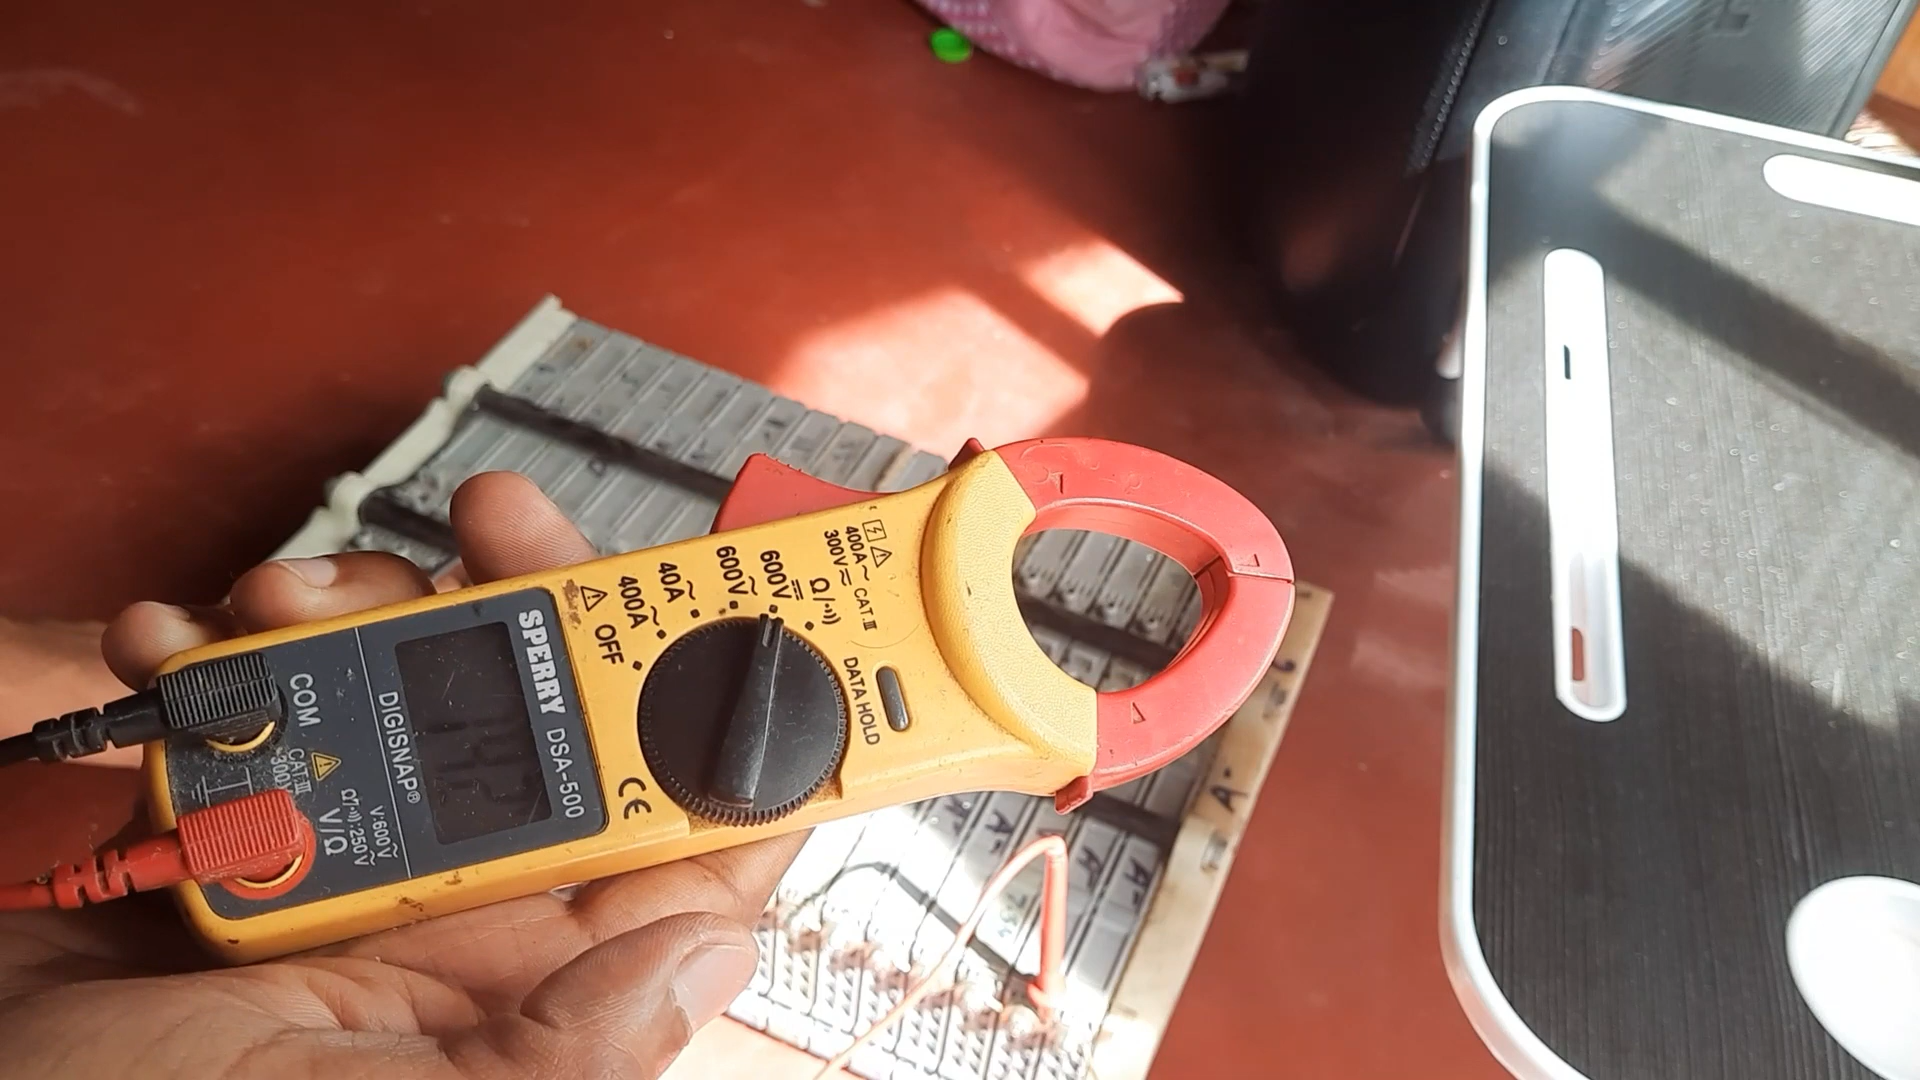 400A~ CAT.III
300V⎓
Ω/•)))
600V⎓
600V~
40A~
400A~
OFF
DATA HOLD
SPERRY DSA-500
CE
DIGISNAP®
COM
CAT.III
V:600V~
Ω/•))):250V~
V/Ω
A-